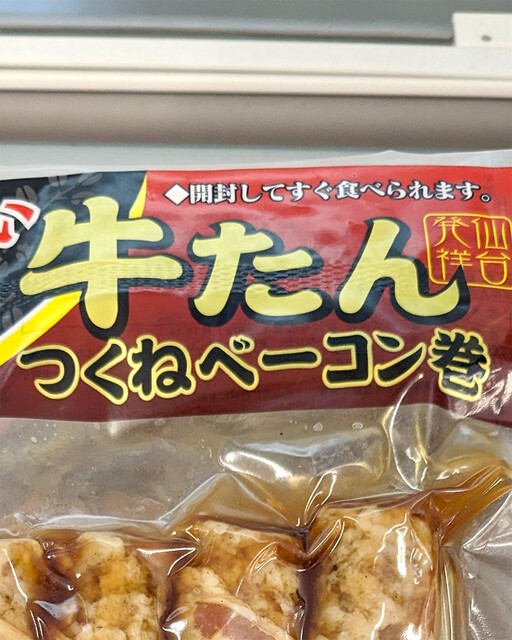 ◆開封してすぐ食べられます。
牛たん
仙台
発祥
つくねベーコン巻